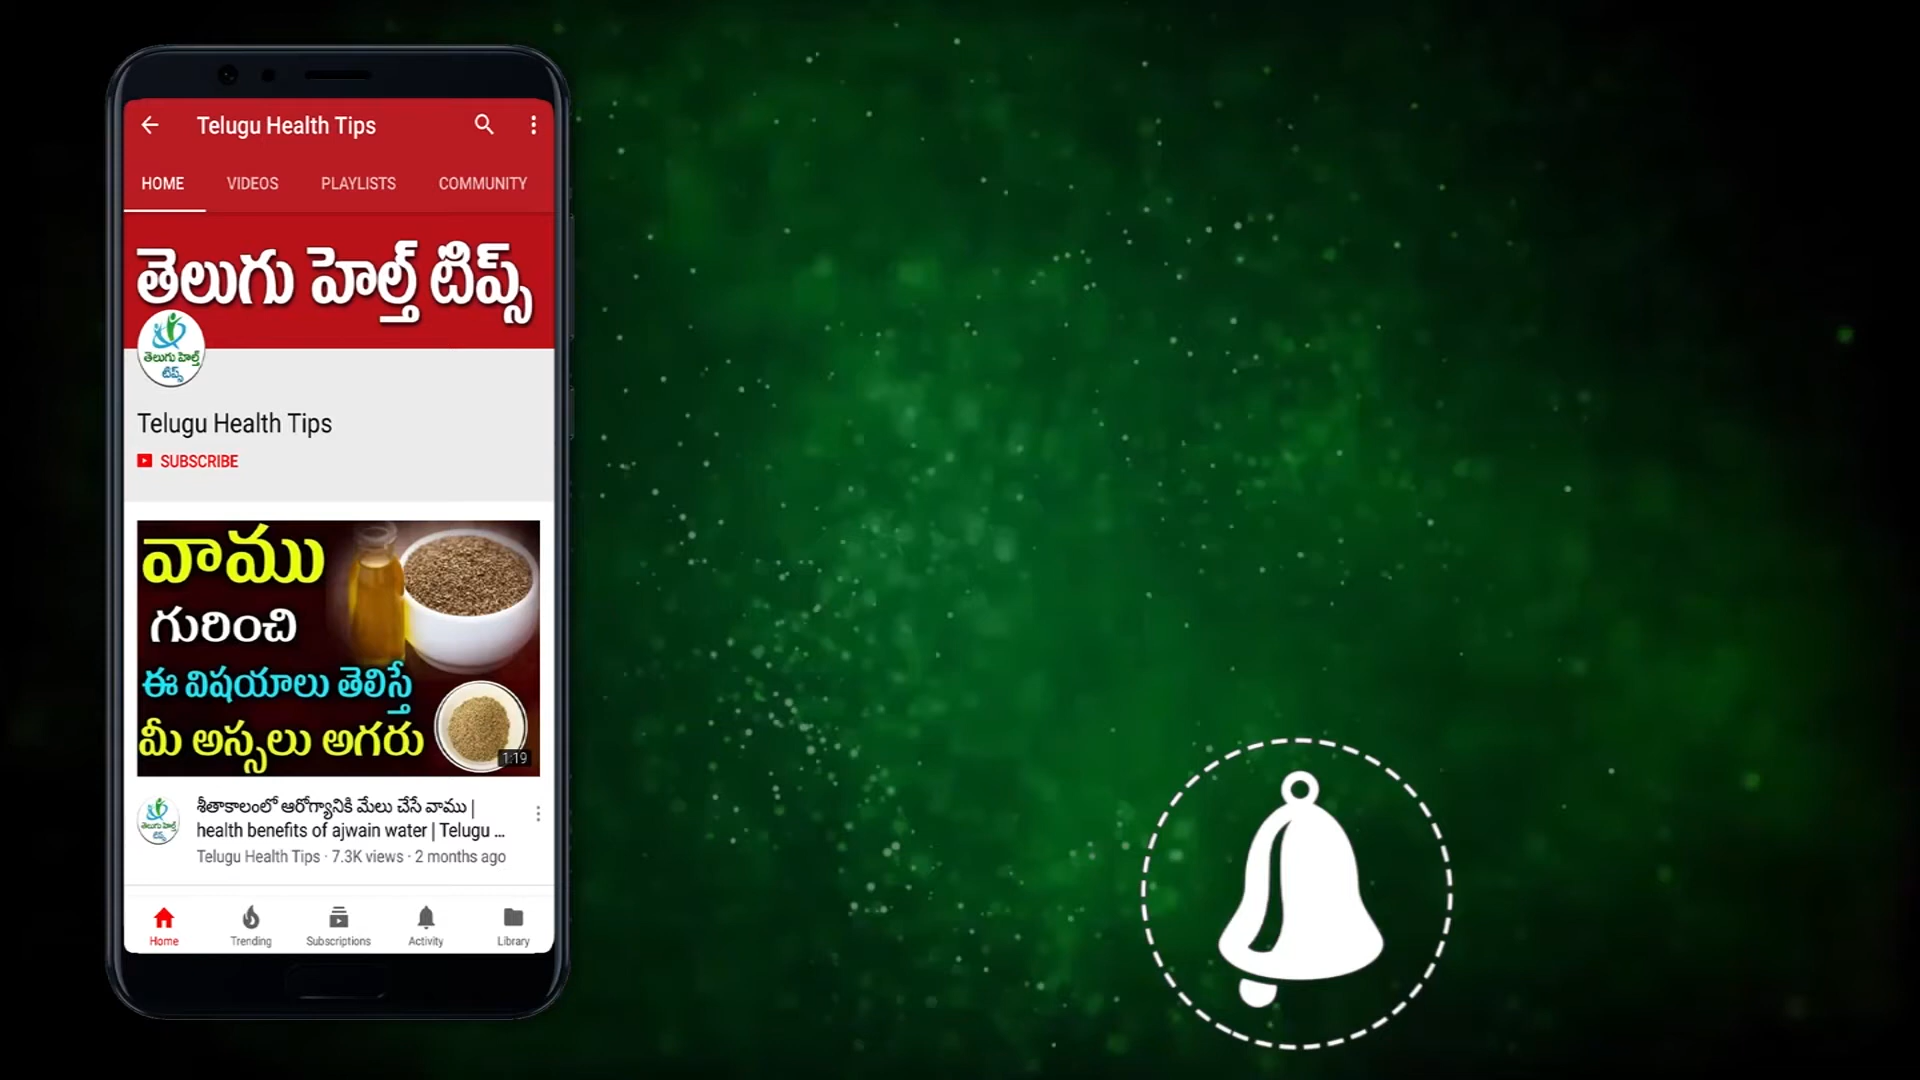 Telugu Health Tips
HOME VIDEOS PLAYLISTS COMMUNITY
తెలుగు హెల్త్ టిప్స్
తెలుగు హెల్త్
టిప్స్
Telugu Health Tips
SUBSCRIBE
వాము
గురించి
ఈ విషయాలు తెలిస్తే
మీ అస్సలు అగరు
1:19
శీతాకాలంలో ఆరోగ్యానికి మేలు చేసే వాము |
health benefits of ajwain water | Telugu ...
తెలుగు హెల్త్
టిప్స్
Telugu Health Tips · 7.3K views · 2 months ago
Home Trending Subscriptions Activity Library